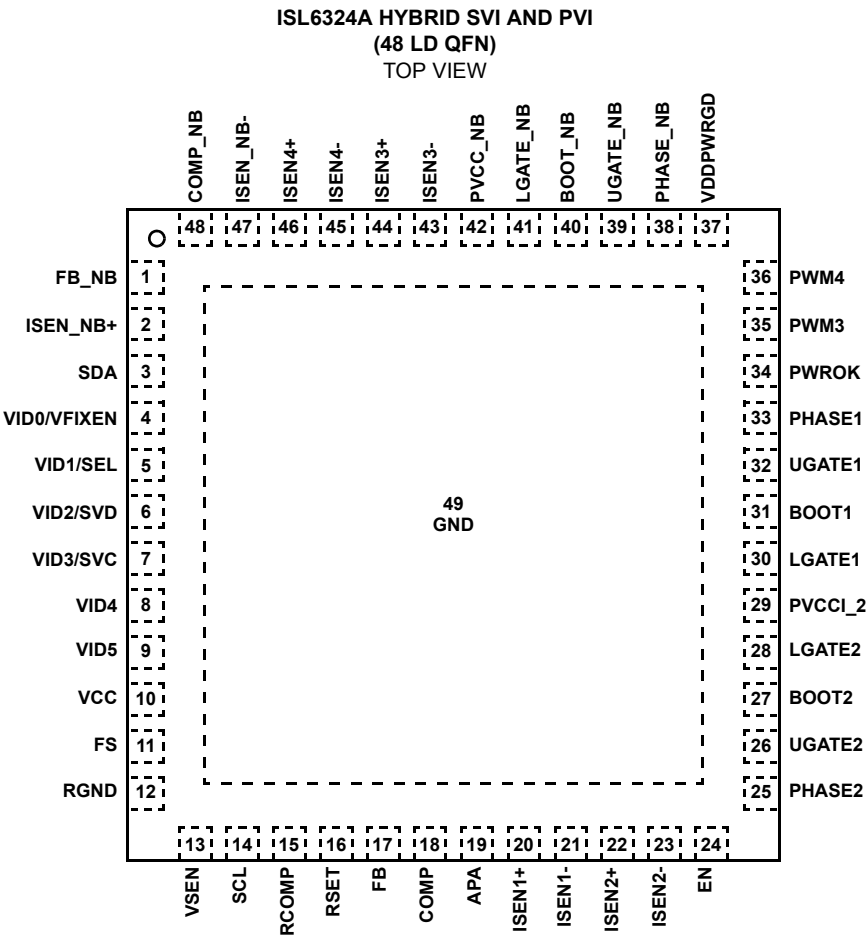 ISL6324A HYBRID SVI AND PVI
(48 LD QFN)
TOP VIEW
COMP_NB
ISEN_NB-
ISEN4+
ISEN4-
ISEN3+
ISEN3-
PVCC_NB
LGATE_NB
BOOT_NB
UGATE_NB
PHASE_NB
VDDPWRGD
48 47 46 45 44 43 42 41 40 39 38 37
FB_NB 1 36 PWM4
ISEN_NB+ 2 35 PWM3
SDA 3 34 PWROK
VID0/VFIXEN 4 33 PHASE1
VID1/SEL 5 32 UGATE1
49
GND
VID2/SVD 6 31 BOOT1
VID3/SVC 7 30 LGATE1
VID4 8 29 PVCCI_2
VID5 9 28 LGATE2
VCC 10 27 BOOT2
FS 11 26 UGATE2
RGND 12 25 PHASE2
13 14 15 16 17 18 19 20 21 22 23 24
VSEN
SCL
RCOMP
RSET
FB
COMP
APA
ISEN1+
ISEN1-
ISEN2+
ISEN2-
EN